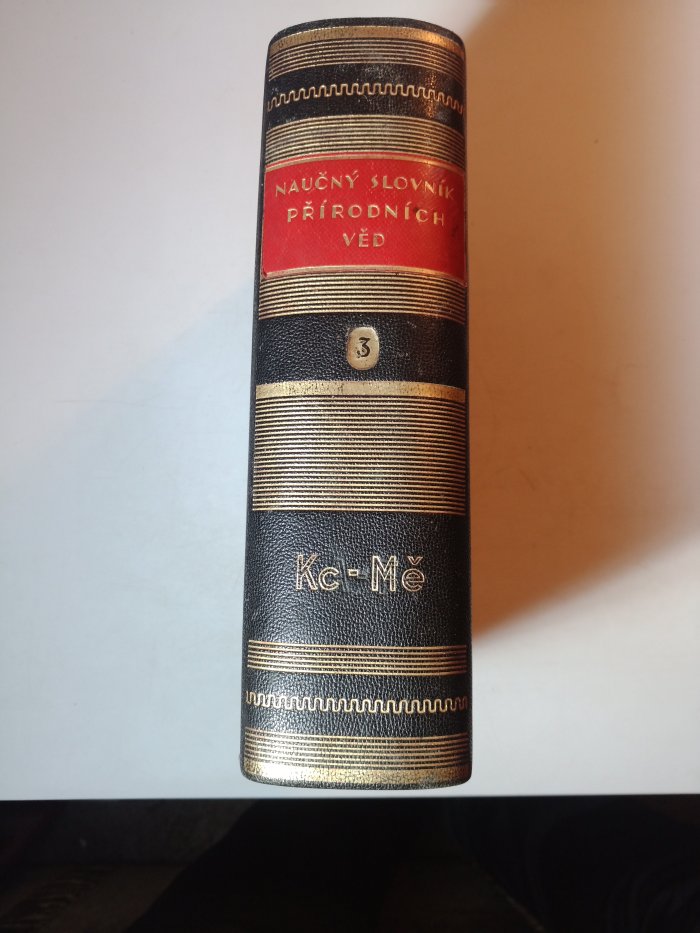 NAUČNÝ SLOVNÍK
PŘÍRODNÍCH
VĚD
3
Kc-Mě